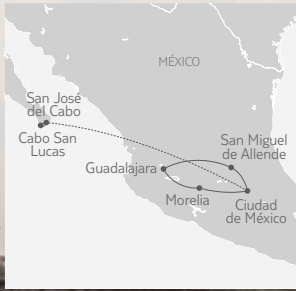 MÉXICO
San José
del Cabo
Cabo San
Lucas
San Miguel
de Allende
Guadalajara
Morelia
Ciudad
de México